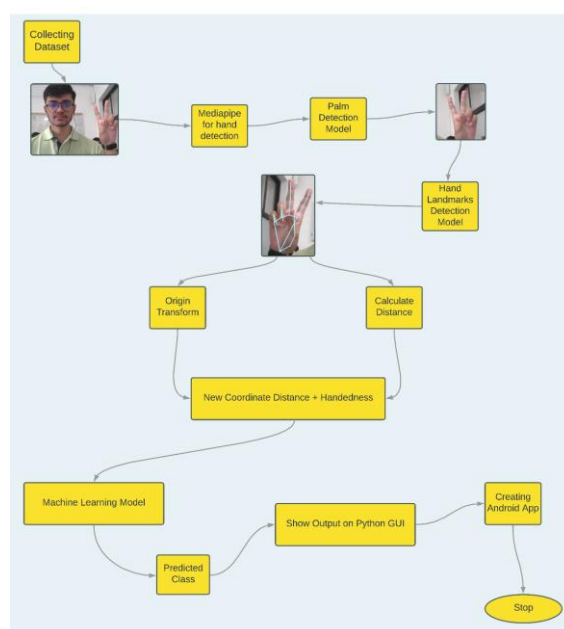 Collecting
Dataset
Mediapipe
for hand
detection
Palm
Detection
Model
Hand
Landmarks
Detection
Model
Origin
Transform
Calculate
Distance
New Coordinate Distance + Handedness
Machine Learning Model
Predicted
Class
Show Output on Python GUI
Creating
Android App
Stop